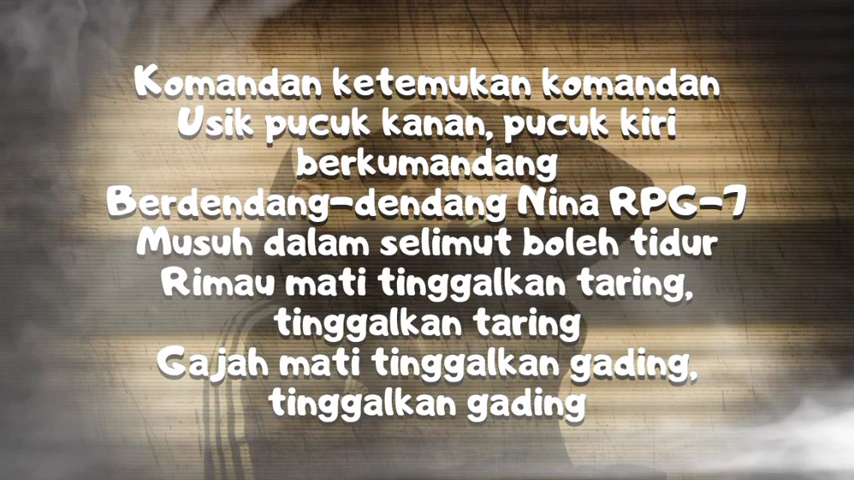 Komandan ketemukan komandan
Usik pucuk kanan, pucuk kiri
berkumandang
Berdendang-dendang Nina RPG-7
Musuh dalam selimut boleh tidur
Rimau mati tinggalkan taring,
tinggalkan taring
Gajah mati tinggalkan gading,
tinggalkan gading